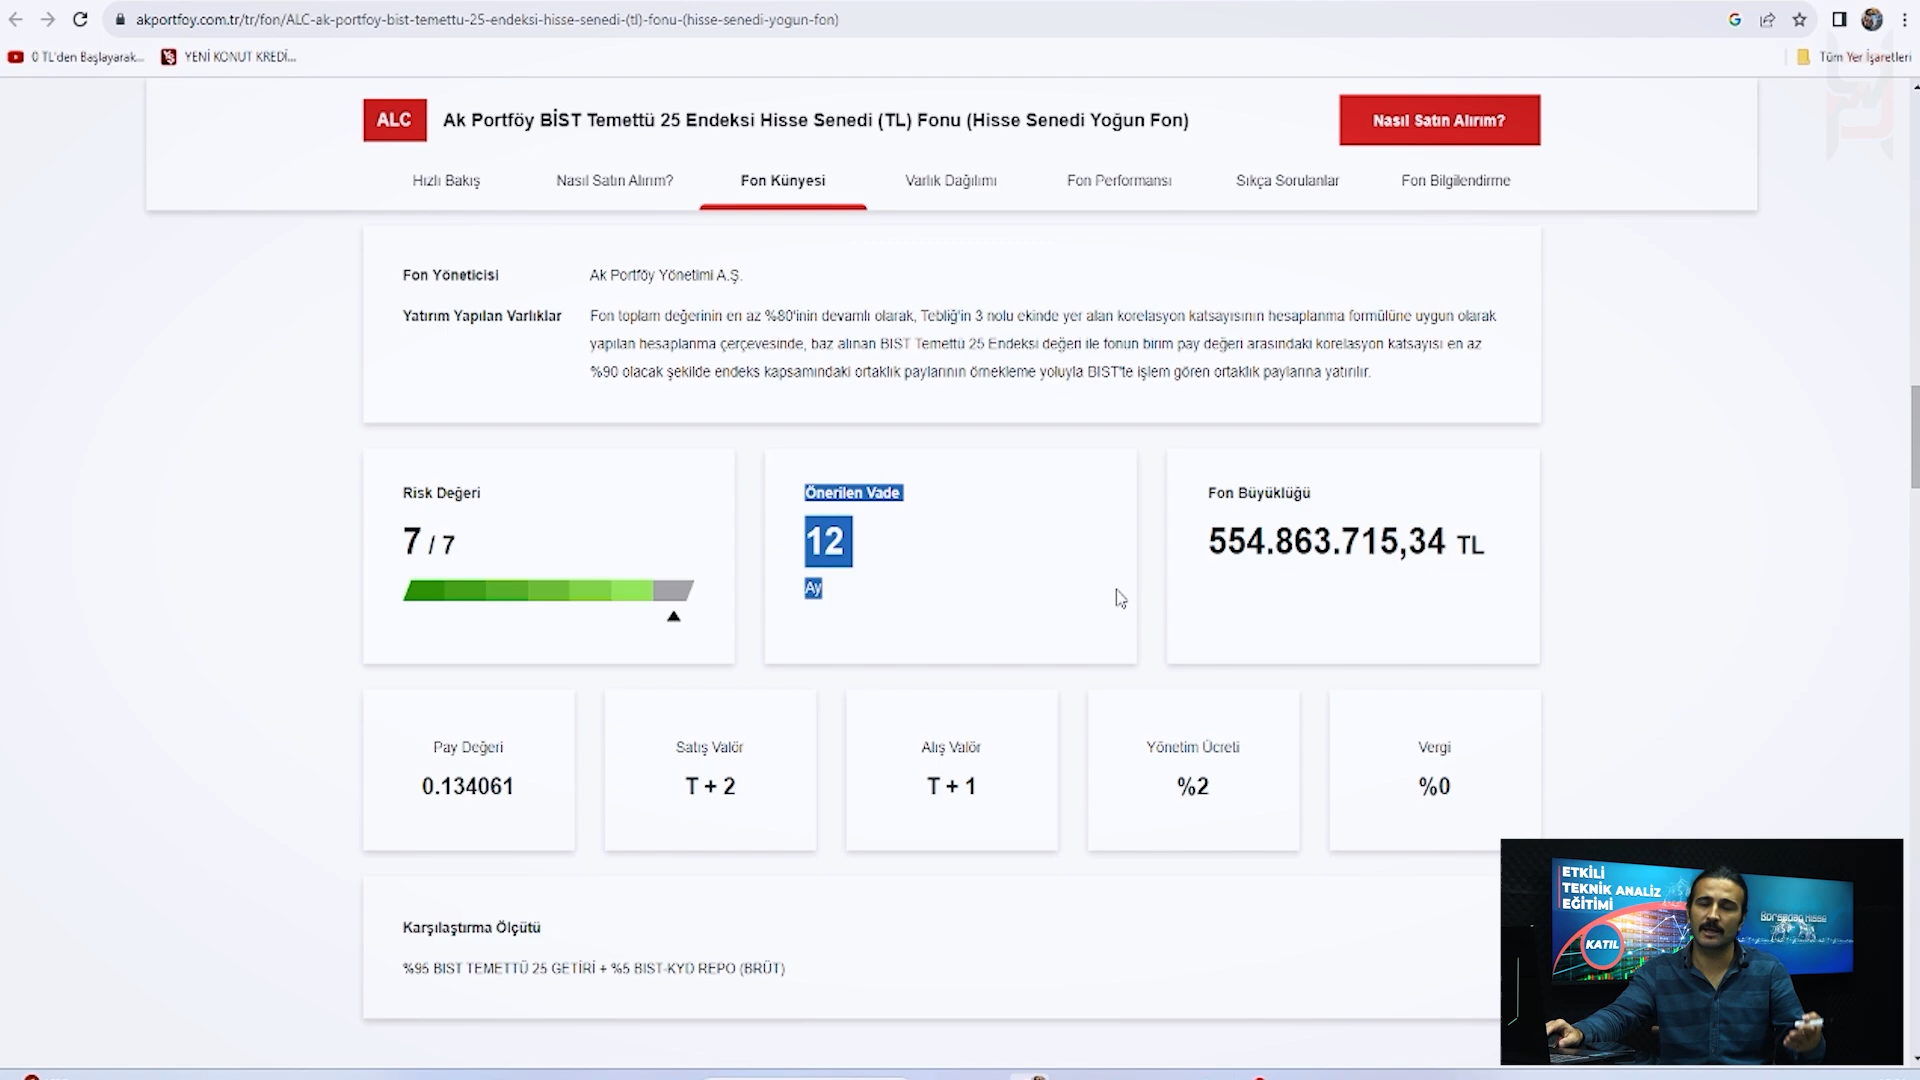 akportfoy.com.tr/tr/fon/ALC-ak-portfoy-bist-temettu-25-endeksi-hisse-senedi-(tl)-fonu-(hisse-senedi-yogun-fon)
0 TL'den Başlayarak...
YENİ KONUT KREDİ...
Tüm Yer İşaretleri
ALC
Ak Portföy BİST Temettü 25 Endeksi Hisse Senedi (TL) Fonu (Hisse Senedi Yoğun Fon)
Nasıl Satın Alırım?
Hızlı Bakış
Nasıl Satın Alırım?
Fon Künyesi
Varlık Dağılımı
Fon Performansı
Sıkça Sorulanlar
Fon Bilgilendirme
Fon Yöneticisi
Ak Portföy Yönetimi A.Ş.
Yatırım Yapılan Varlıklar
Fon toplam değerinin en az %80'inin devamlı olarak, Tebliğ'in 3 nolu ekinde yer alan korelasyon katsayısının hesaplanma formülüne uygun olarak
yapılan hesaplanma çerçevesinde, baz alınan BIST Temettü 25 Endeksi değeri ile fonun birim pay değeri arasındaki korelasyon katsayısı en az
%90 olacak şekilde endeks kapsamındaki ortaklık paylarının örnekleme yoluyla BIST'te işlem gören ortaklık paylarına yatırılır.
Risk Değeri
7 / 7
Önerilen Vade
12
Ay
Fon Büyüklüğü
554.863.715,34 TL
Pay Değeri
0.134061
Satış Valör
T + 2
Alış Valör
T + 1
Yönetim Ücreti
%2
Vergi
%0
Karşılaştırma Ölçütü
%95 BIST TEMETTÜ 25 GETİRİ + %5 BIST-KYD REPO (BRÜT)
ETKİLİ
TEKNİK ANALİZ
EĞİTİMİ
KATIL
Borsadan Hisse